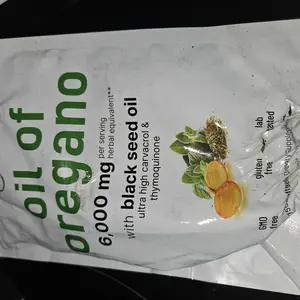 oil of
oregano
6,000 mg per serving
herbal equivalent**
with black seed oil
ultra high carvacrol &
thymoquinone
gluten
free
lab
tested
GMO
free